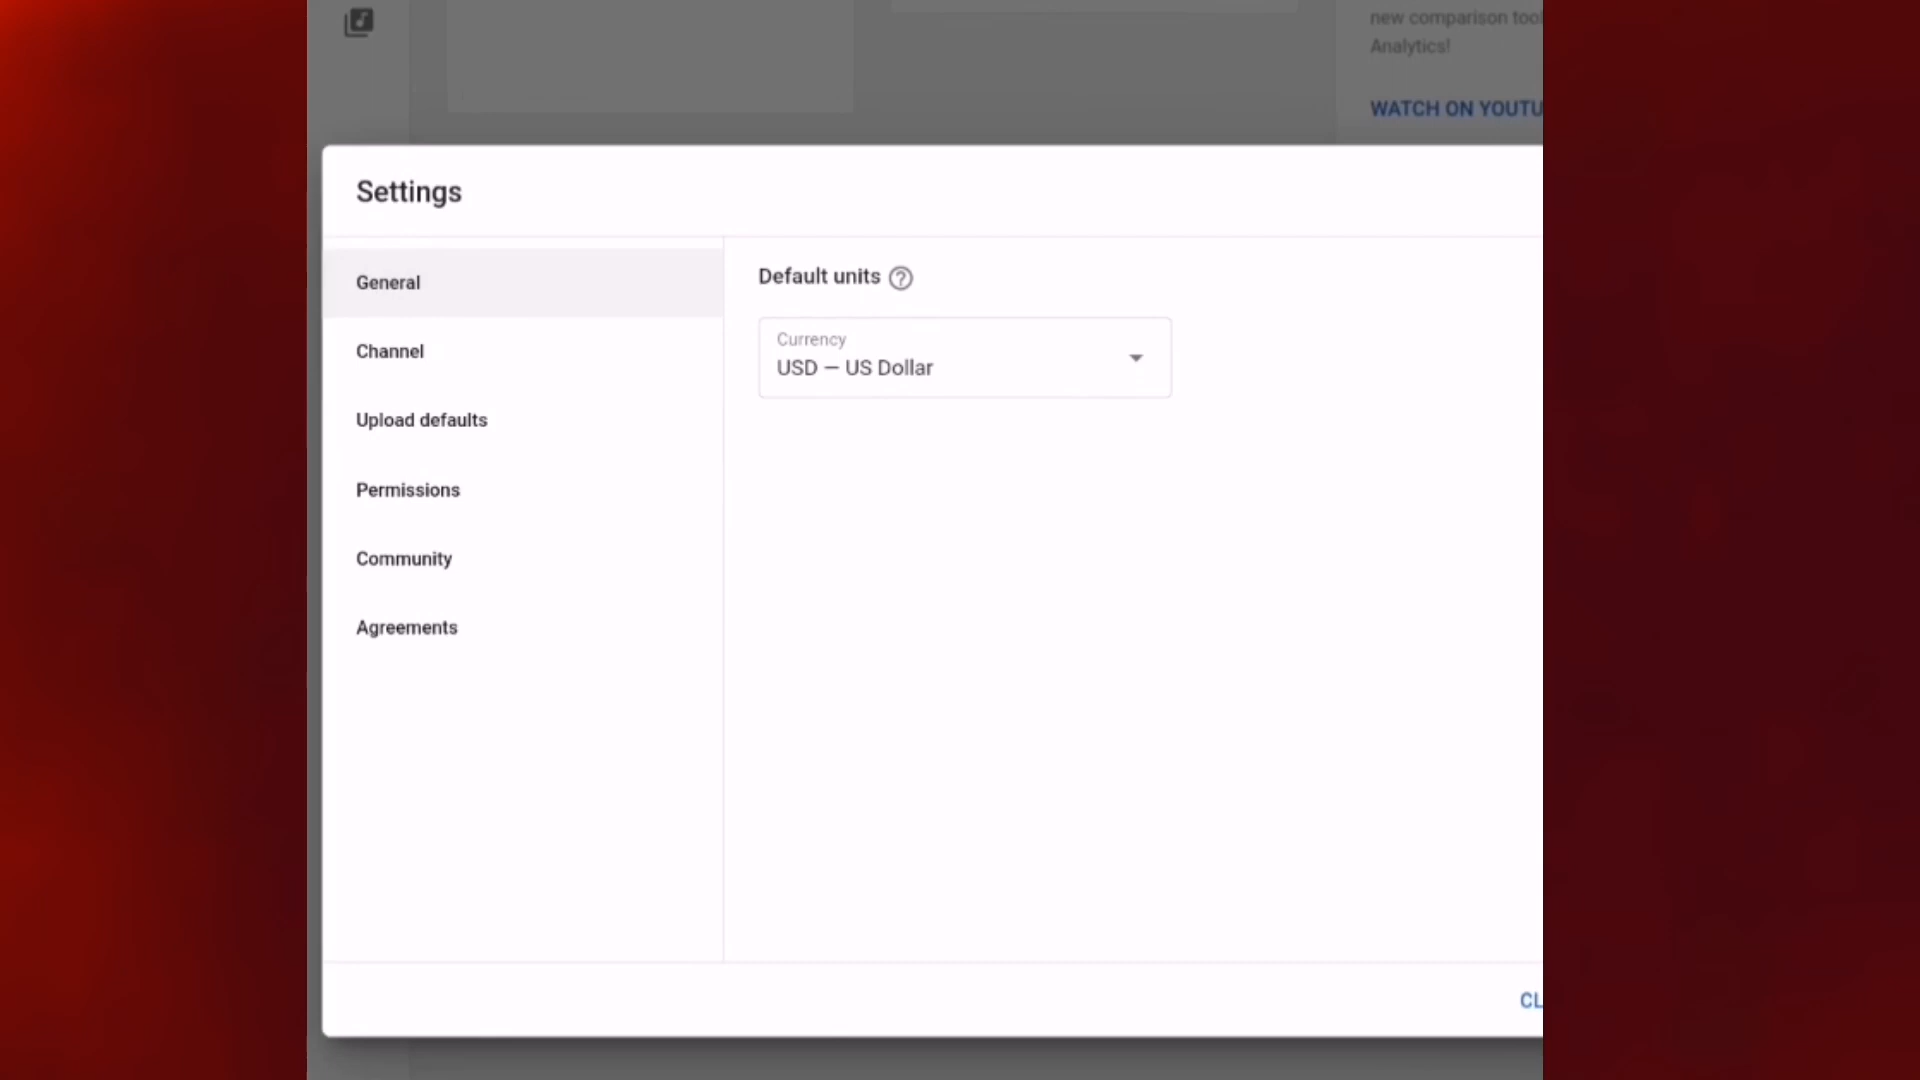 new comparison tool
Analytics!
WATCH ON YOUTU
Settings
General
Channel
Upload defaults
Permissions
Community
Agreements
Default units
Currency
USD — US Dollar
CL